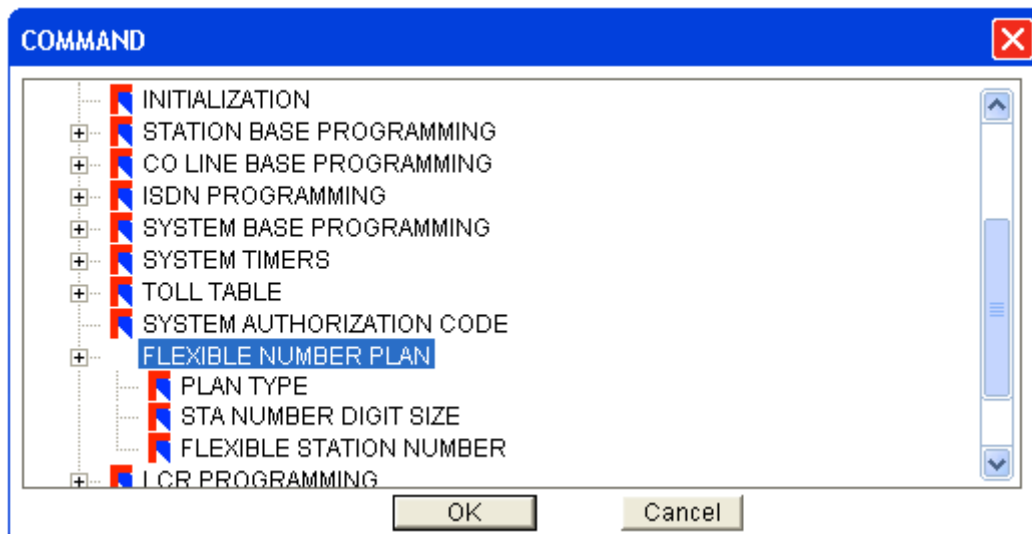 COMMAND
INITIALIZATION
STATION BASE PROGRAMMING
CO LINE BASE PROGRAMMING
ISDN PROGRAMMING
SYSTEM BASE PROGRAMMING
SYSTEM TIMERS
TOLL TABLE
SYSTEM AUTHORIZATION CODE
FLEXIBLE NUMBER PLAN
PLAN TYPE
STA NUMBER DIGIT SIZE
FLEXIBLE STATION NUMBER
LCR PROGRAMMING
OK Cancel